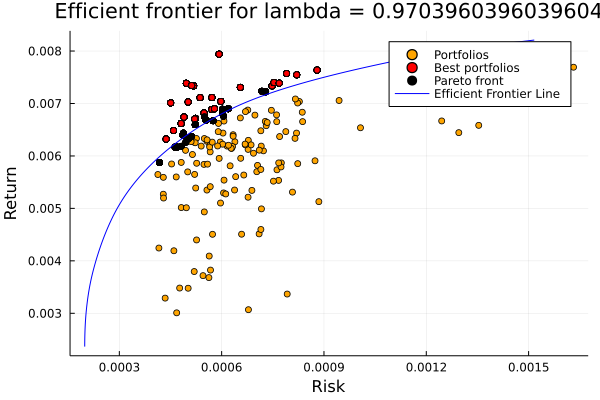 Efficient frontier for lambda = 0.9703960396039604
0.008
0.007
0.006
0.005
0.004
0.003
Return
Portfolios
Best portfolios
Pareto front
Efficient Frontier Line
0.0003
0.0006
0.0009
0.0012
0.0015
Risk